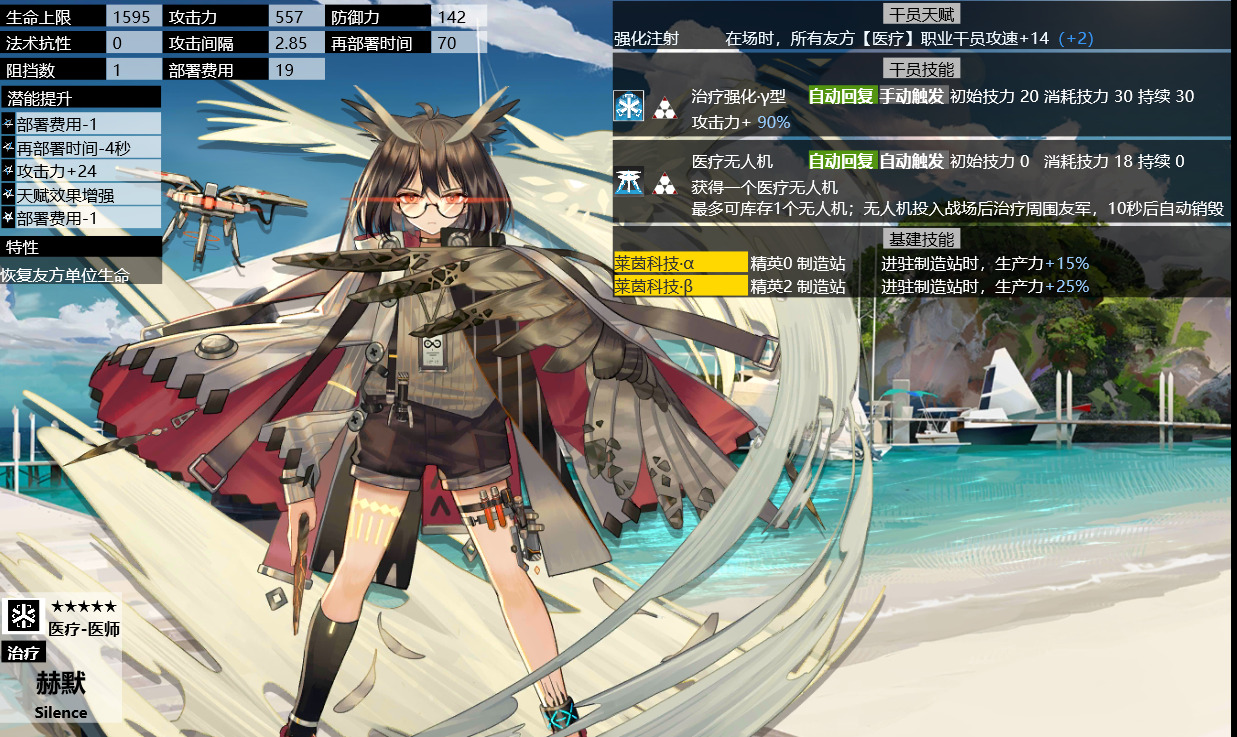 生命上限 1595 攻击力 557 防御力 142
法术抗性 0 攻击间隔 2.85 再部署时间 70
阻挡数 1 部署费用 19
潜能提升
部署费用-1
再部署时间-4秒
攻击力+24
天赋效果增强
部署费用-1
特性
恢复友方单位生命
干员天赋
强化注射 在场时，所有友方【医疗】职业干员攻速+14（+2）
干员技能
治疗强化·γ型 自动回复 手动触发 初始技力 20 消耗技力 30 持续 30
攻击力+ 90%
医疗无人机 自动回复 自动触发 初始技力 0 消耗技力 18 持续 0
获得一个医疗无人机
最多可库存1个无人机；无人机投入战场后治疗周围友军，10秒后自动销毁
基建技能
莱茵科技·α 精英0 制造站 进驻制造站时，生产力+15%
莱茵科技·β 精英2 制造站 进驻制造站时，生产力+25%
★★★★★
医疗-医师
治疗
赫默
Silence